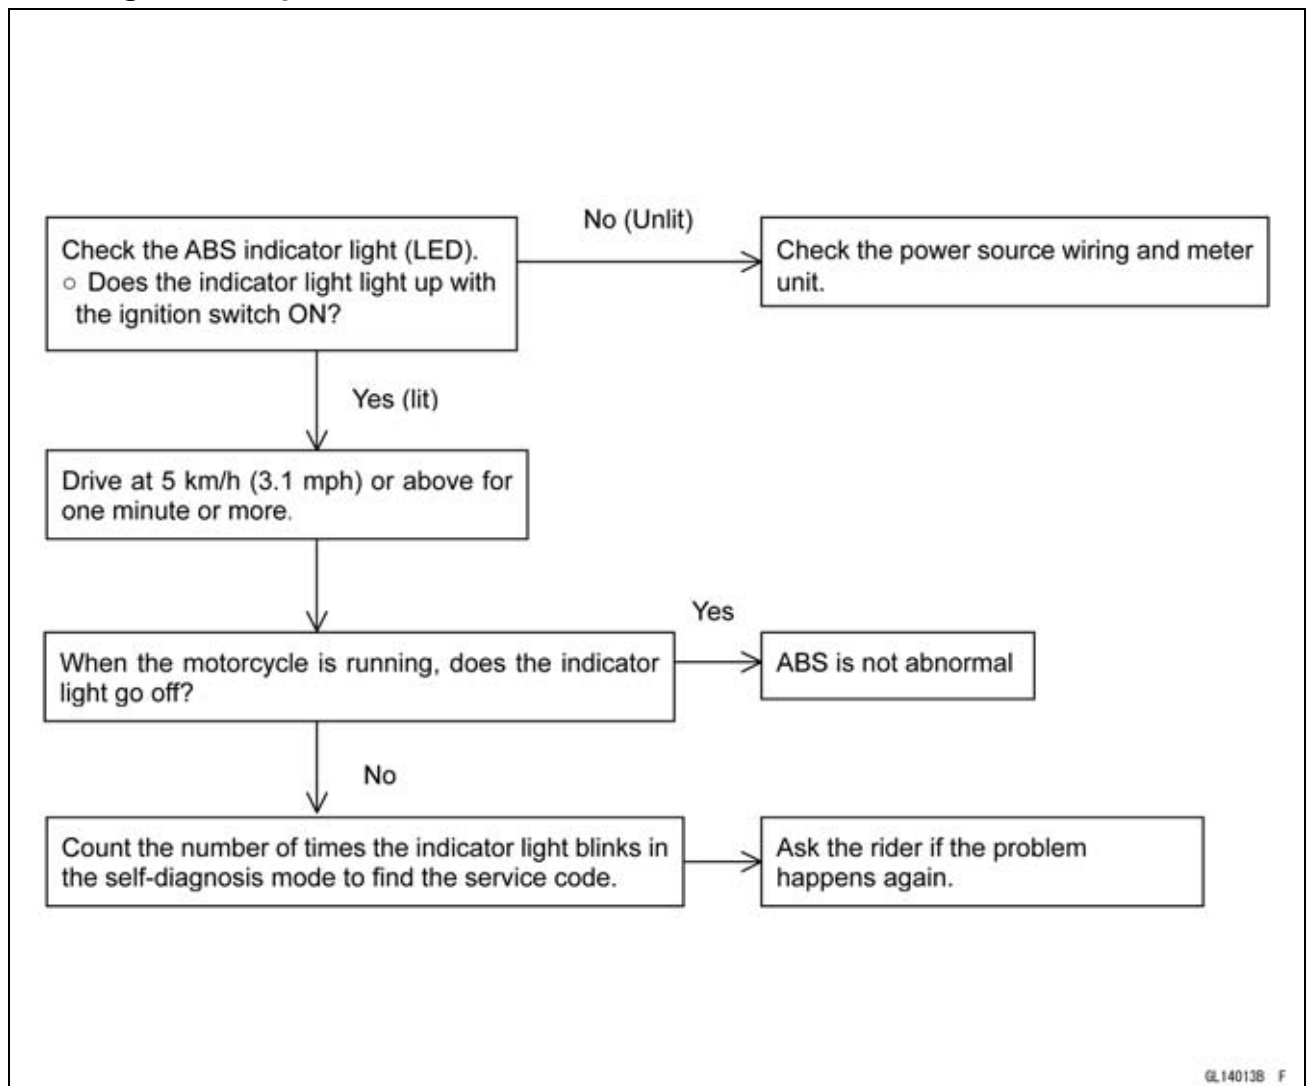 No (Unlit)
Check the ABS indicator light (LED).
○ Does the indicator light light up with
the ignition switch ON?
Check the power source wiring and meter
unit.
Yes (lit)
Drive at 5 km/h (3.1 mph) or above for
one minute or more.
Yes
When the motorcycle is running, does the indicator
light go off?
ABS is not abnormal
No
Count the number of times the indicator light blinks in
the self-diagnosis mode to find the service code.
Ask the rider if the problem
happens again.
GL14013B F